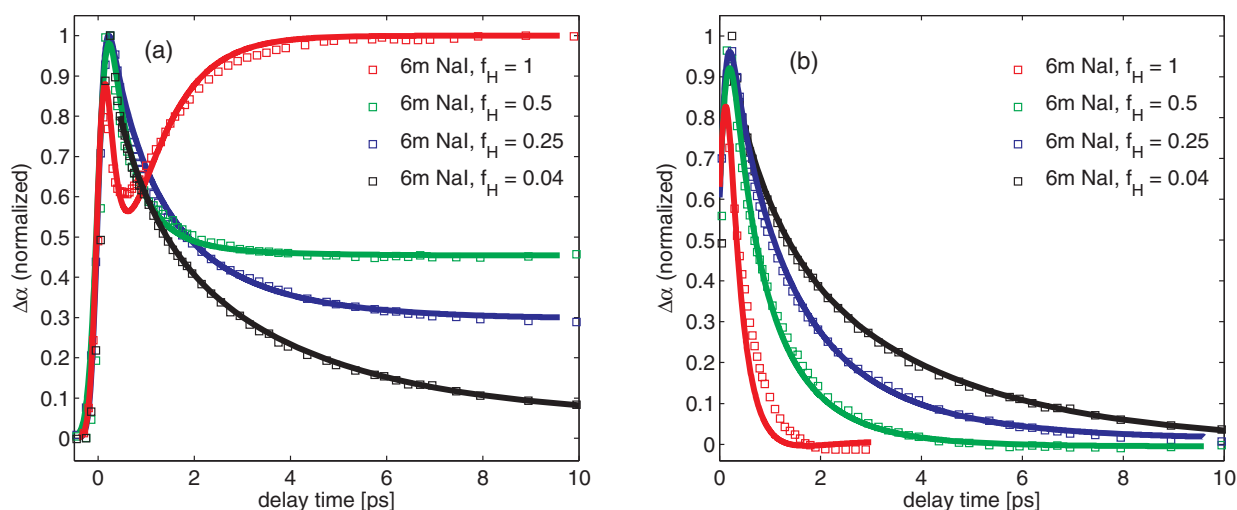 (a)
6m NaI, f_H = 1
6m NaI, f_H = 0.5
6m NaI, f_H = 0.25
6m NaI, f_H = 0.04
Δα (normalized)
1
0.9
0.8
0.7
0.6
0.5
0.4
0.3
0.2
0.1
0
0 2 4 6 8 10
delay time [ps]
(b)
6m NaI, f_H = 1
6m NaI, f_H = 0.5
6m NaI, f_H = 0.25
6m NaI, f_H = 0.04
Δα (normalized)
1
0.9
0.8
0.7
0.6
0.5
0.4
0.3
0.2
0.1
0
0 2 4 6 8 10
delay time [ps]